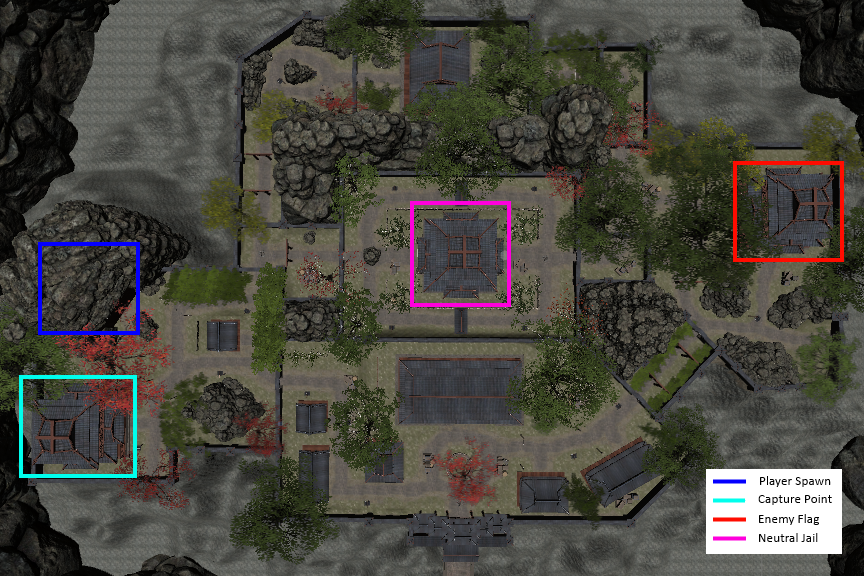 Player Spawn
Capture Point
Enemy Flag
Neutral Jail